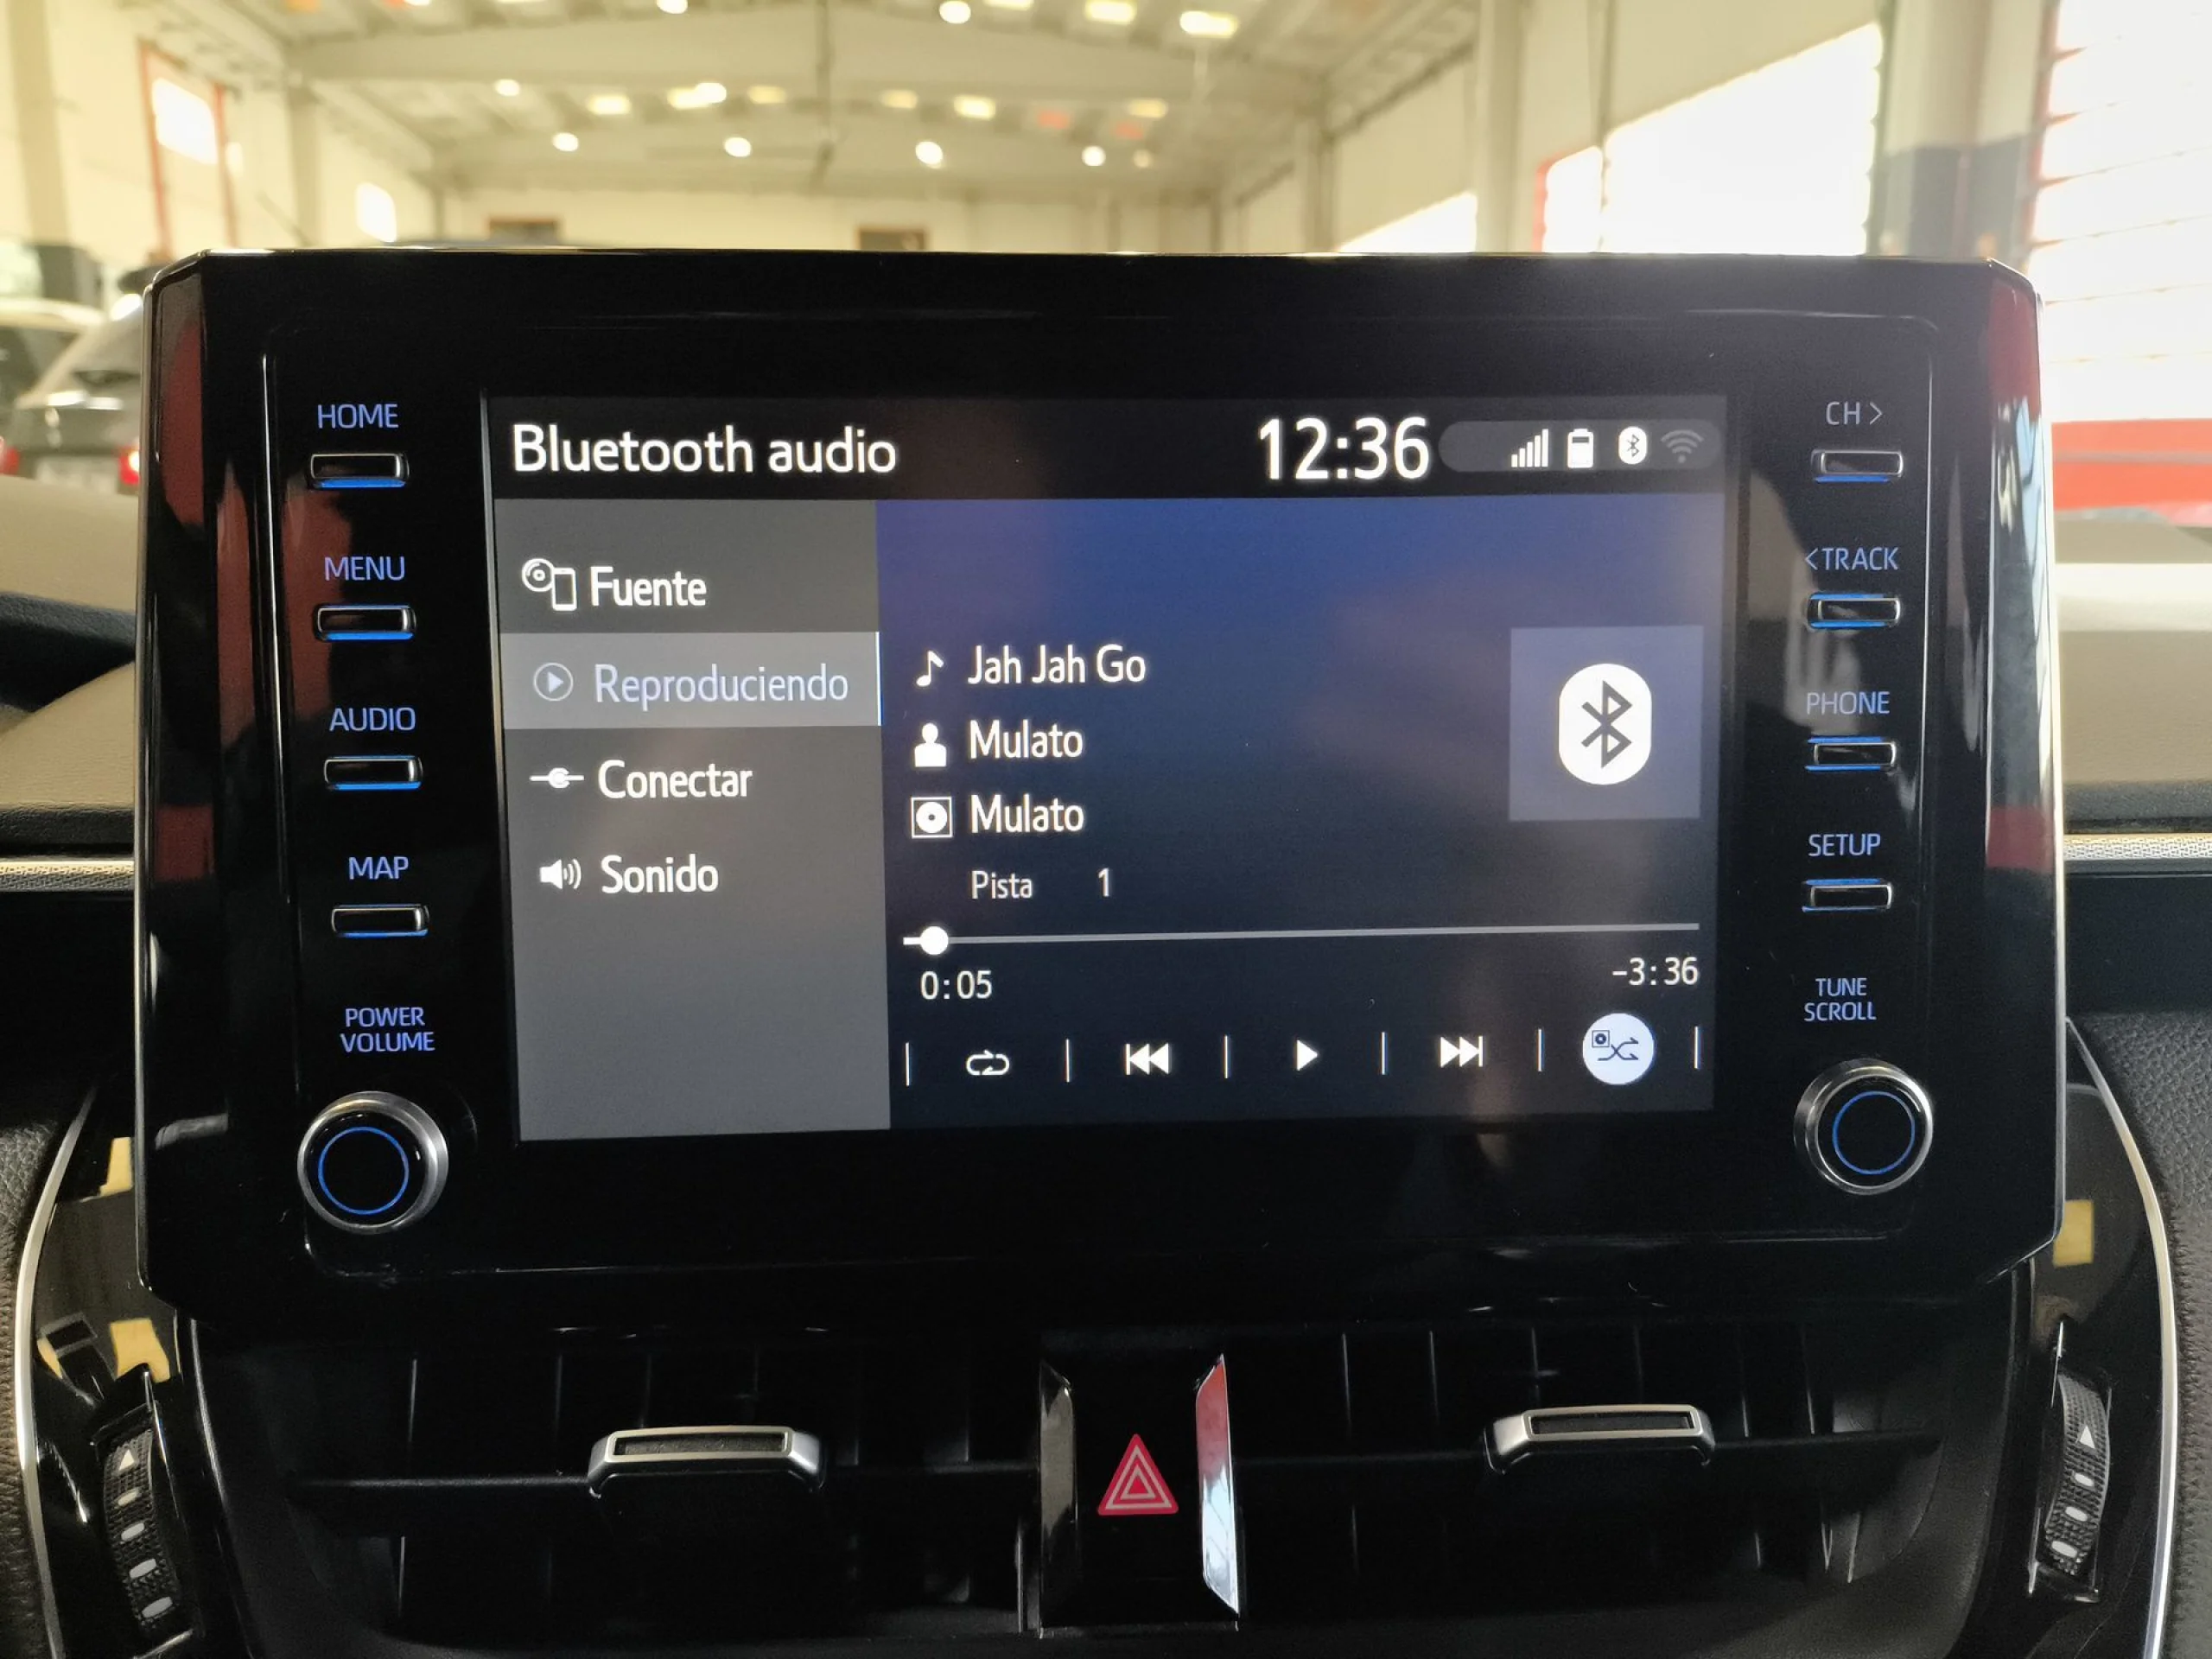 HOME
MENU
AUDIO
MAP
POWER
VOLUME
Bluetooth audio
12:36
Fuente
Reproduciendo
Conectar
Sonido
Jah Jah Go
Mulato
Mulato
Pista 1
0:05
-3:36
CH >
< TRACK
PHONE
SETUP
TUNE
SCROLL